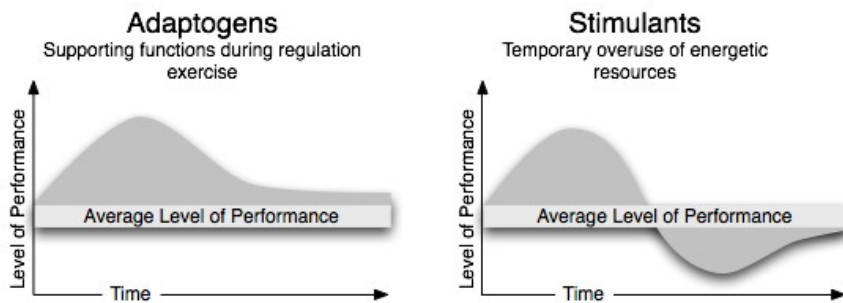 Adaptogens
Supporting functions during regulation
exercise
Level of Performance
Average Level of Performance
Time
Stimulants
Temporary overuse of energetic
resources
Level of Performance
Average Level of Performance
Time